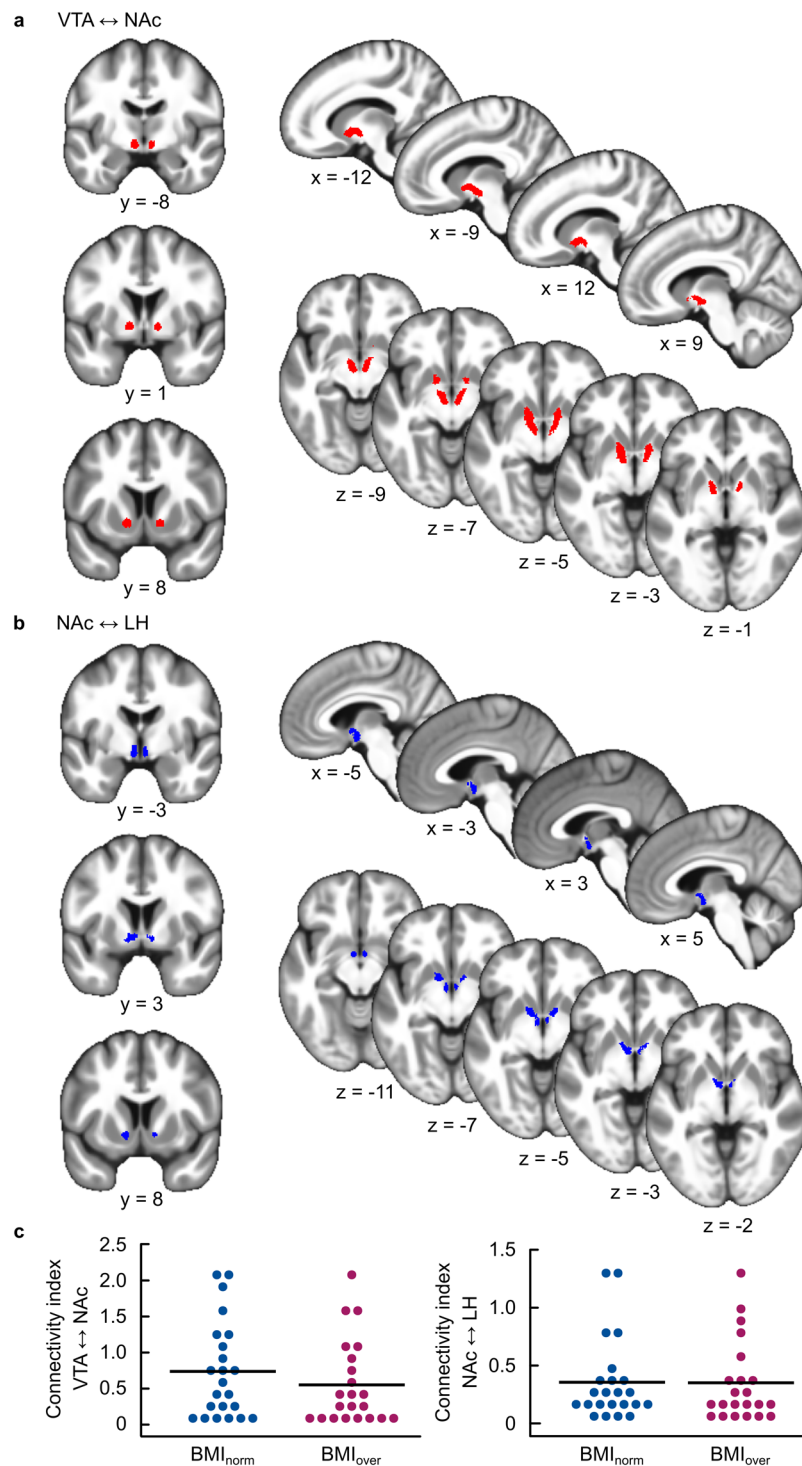 a VTA ↔ NAc
y = -8
y = 1
y = 8
x = -12
x = -9
x = 12
x = 9
z = -9
z = -7
z = -5
z = -3
z = -1
b NAc ↔ LH
y = -3
y = 3
y = 8
x = -5
x = -3
x = 3
x = 5
z = -11
z = -7
z = -5
z = -3
z = -2
c
Connectivity index
VTA ↔ NAc
2.5
2.0
1.5
1.0
0.5
0
BMInorm BMIover
Connectivity index
NAc ↔ LH
1.5
1.0
0.5
0
BMInorm BMIover